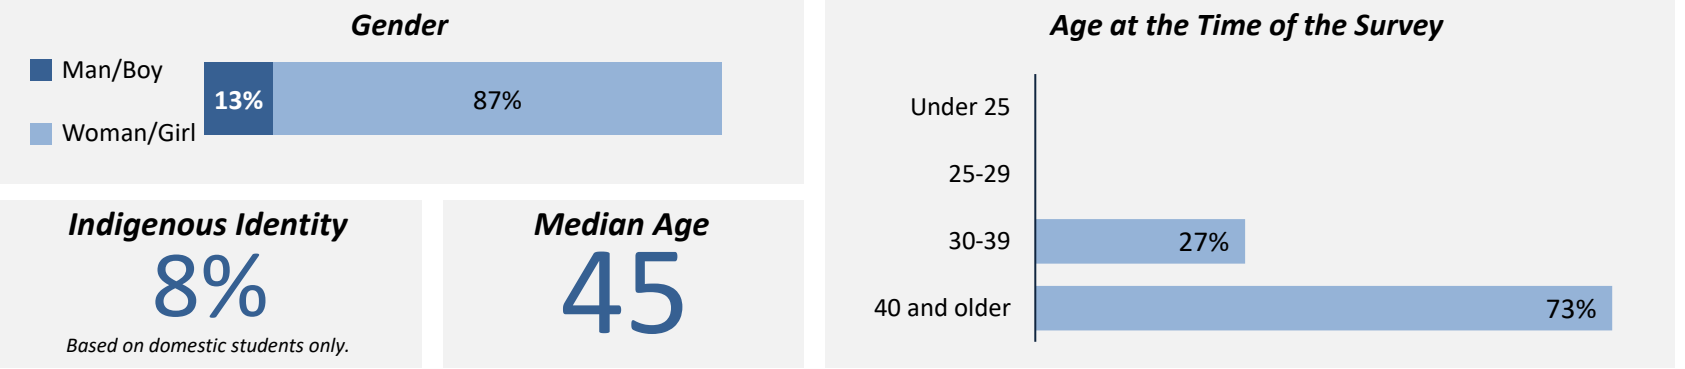 Gender
Man/Boy
Woman/Girl
13%
87%
Indigenous Identity
8%
Based on domestic students only.
Median Age
45
Age at the Time of the Survey
Under 25
25-29
30-39
27%
40 and older
73%